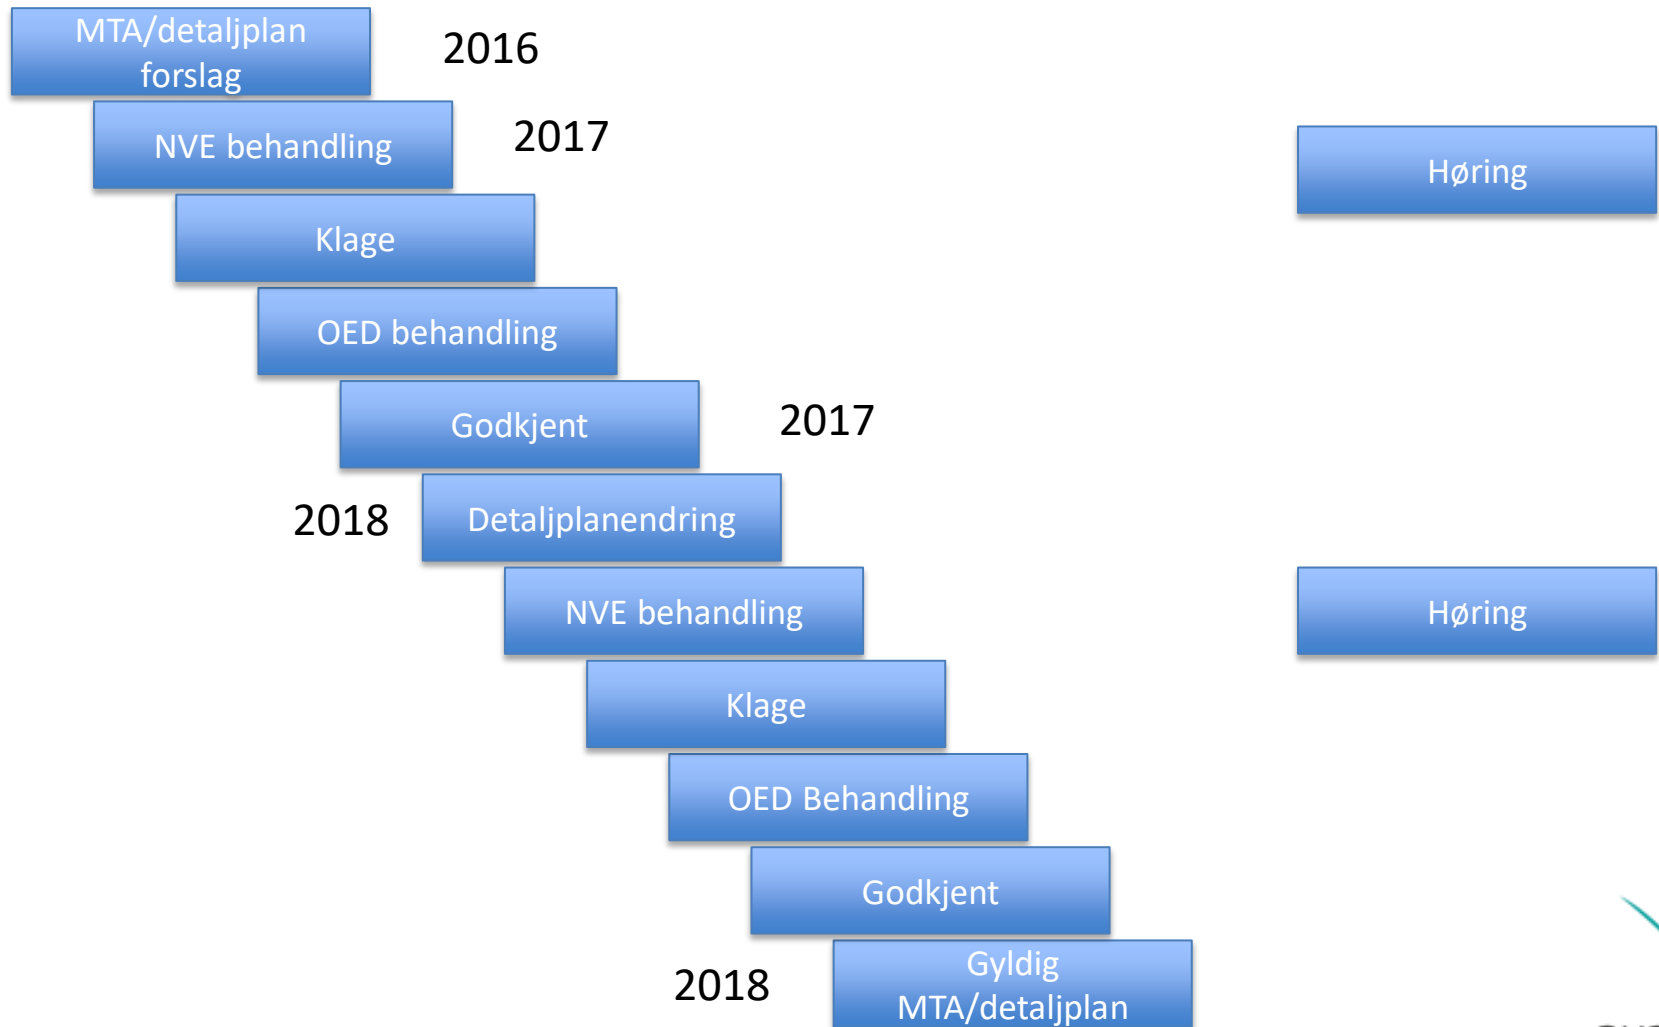 MTA/detaljplan
forslag
2016
NVE behandling
2017
Høring
Klage
OED behandling
Godkjent
2017
2018
Detaljplanendring
NVE behandling
Høring
Klage
OED Behandling
Godkjent
2018
Gyldig
MTA/detaljplan